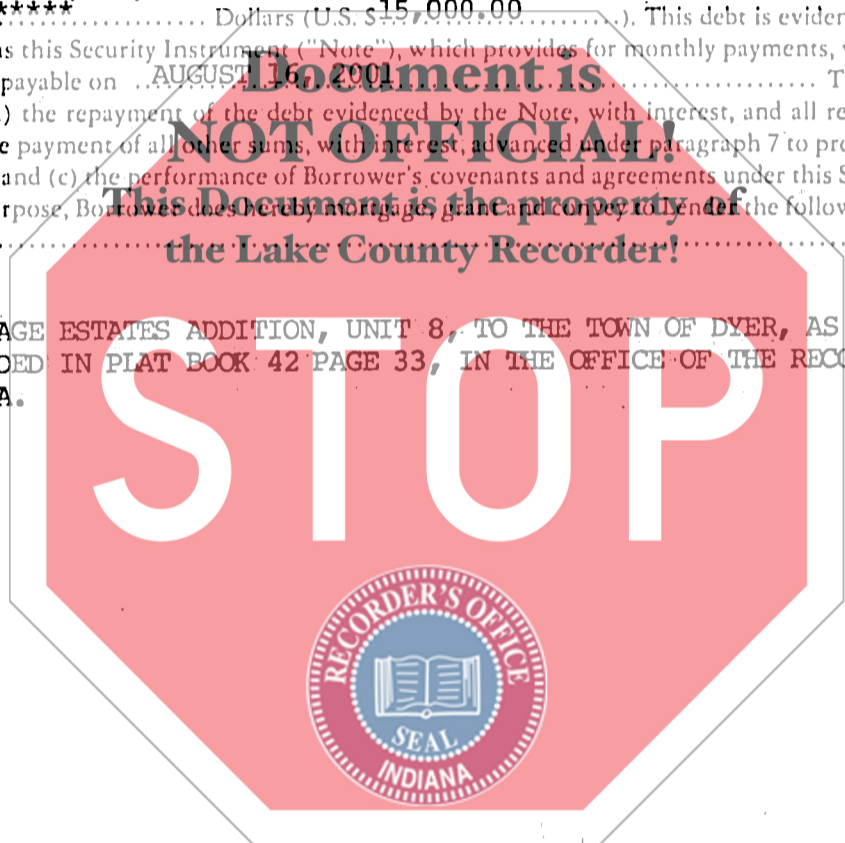 ***** Dollars (U.S. $15,000.00 ). This debt is eviden
s this Security Instrument ("Note"), which provides for monthly payments,
payable on AUGUST 16, 2001 T
) the repayment of the debt evidenced by the Note, with interest, and all re
e payment of all other sums, with interest, advanced under paragraph 7 to pro
and (c) the performance of Borrower's covenants and agreements under this S
rpose, Borrower does hereby mortgage, grant and convey to Lender the follow
Document is
NOT OFFICIAL!
This Document is the property of
the Lake County Recorder!
AGE ESTATES ADDITION, UNIT 8, TO THE TOWN OF DYER, AS
DED IN PLAT BOOK 42 PAGE 33, IN THE OFFICE OF THE RECO
A.
STOP
RECORDER'S OFFICE
SEAL
INDIANA